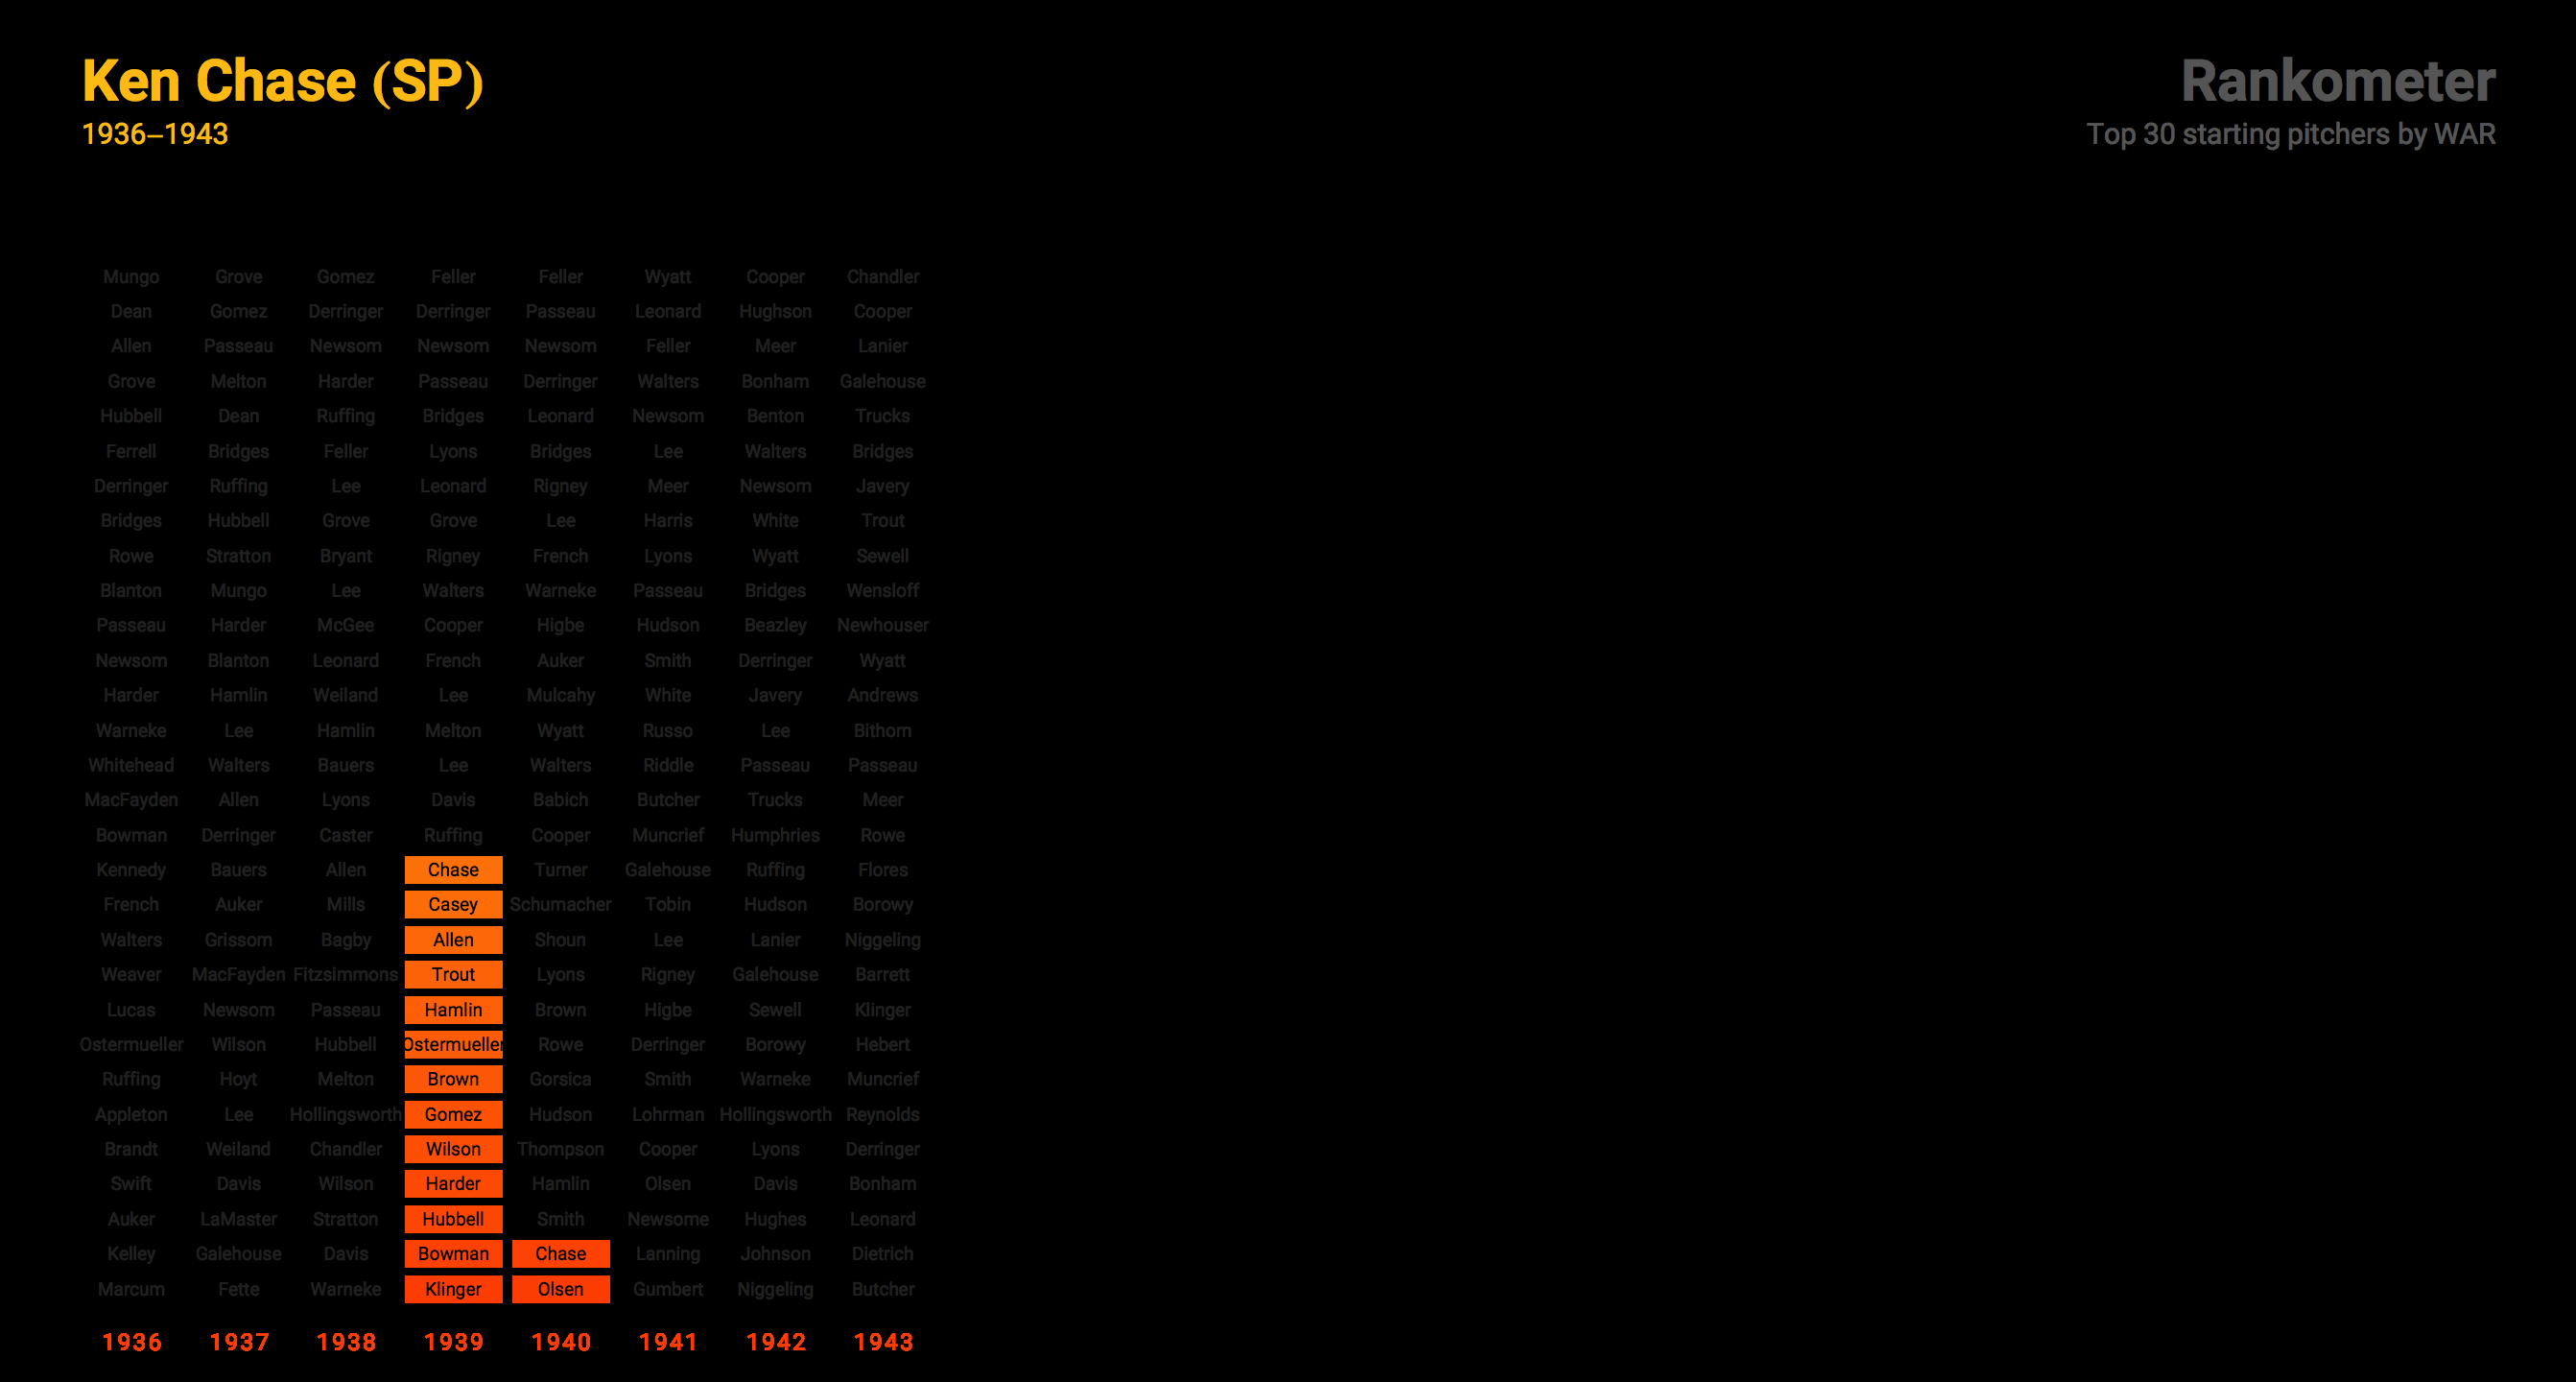 Ken Chase (SP)
1936–1943
Rankometer
Top 30 starting pitchers by WAR
Mungo Grove Gomez Feller Feller Wyatt Cooper Chandler
Dean Gomez Derringer Derringer Passeau Leonard Hughson Cooper
Allen Passeau Newsom Newsom Newsom Feller Meer Lanier
Grove Melton Harder Passeau Derringer Walters Bonham Galehouse
Hubbell Dean Ruffing Bridges Leonard Newsom Benton Trucks
Ferrell Bridges Feller Lyons Bridges Lee Walters Bridges
Derringer Ruffing Lee Leonard Rigney Meer Newsom Javery
Bridges Hubbell Grove Grove Lee Harris White Trout
Rowe Stratton Bryant Rigney French Lyons Wyatt Sewell
Blanton Mungo Lee Walters Warneke Passeau Bridges Wensloff
Passeau Harder McGee Cooper Higbe Hudson Beazley Newhouser
Newsom Blanton Leonard French Auker Smith Derringer Wyatt
Harder Hamlin Weiland Lee Mulcahy White Javery Andrews
Warneke Lee Hamlin Melton Wyatt Russo Lee Bithorn
Whitehead Walters Bauers Lee Walters Riddle Passeau Passeau
MacFayden Allen Lyons Davis Babich Butcher Trucks Meer
Bowman Derringer Caster Ruffing Cooper Muncrief Humphries Rowe
Kennedy Bauers Allen Chase Turner Galehouse Ruffing Flores
French Auker Mills Casey Schumacher Tobin Hudson Borowy
Walters Grissom Bagby Allen Shoun Lee Lanier Niggeling
Weaver MacFayden Fitzsimmons Trout Lyons Rigney Galehouse Barrett
Lucas Newsom Passeau Hamlin Brown Higbe Sewell Klinger
Ostermueller Wilson Hubbell Ostermueller Rowe Derringer Borowy Hebert
Ruffing Hoyt Melton Brown Gorsica Smith Warneke Muncrief
Appleton Lee Hollingsworth Gomez Hudson Lohrman Hollingsworth Reynolds
Brandt Weiland Chandler Wilson Thompson Cooper Lyons Derringer
Swift Davis Wilson Harder Hamlin Olsen Davis Bonham
Auker LaMaster Stratton Hubbell Smith Newsome Hughes Leonard
Kelley Galehouse Davis Bowman Chase Lanning Johnson Dietrich
Marcum Fette Warneke Klinger Olsen Gumbert Niggeling Butcher
1936 1937 1938 1939 1940 1941 1942 1943